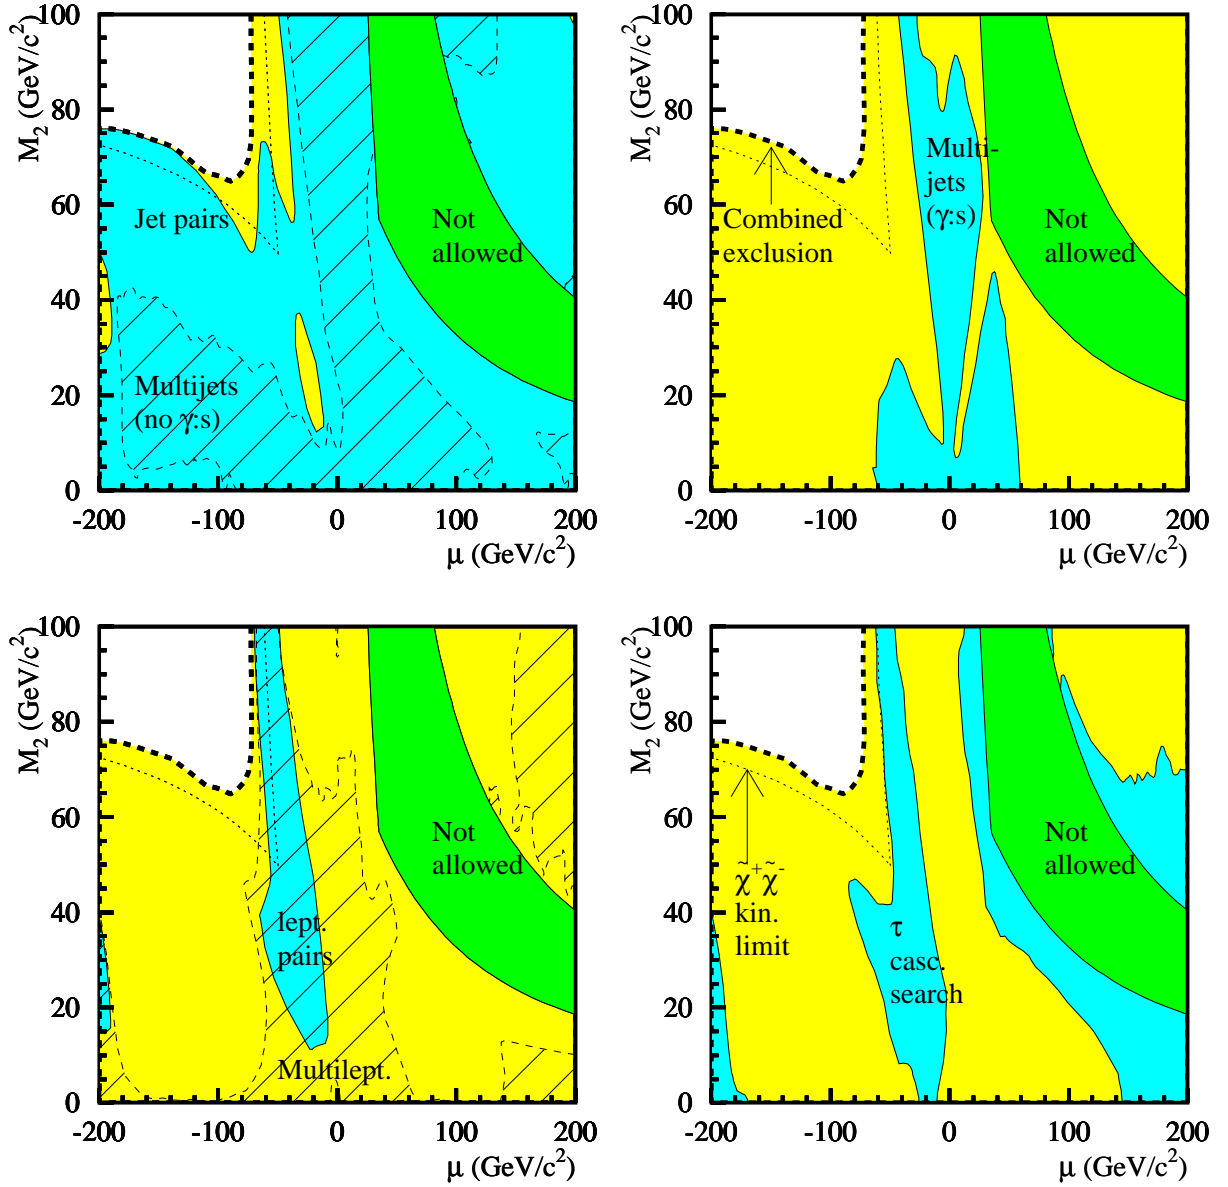 M₂ (GeV/c²)
100
80
60
40
20
0
-200 -100 0 100 200
μ (GeV/c²)
Jet pairs
Multijets
(no γ:s)
Not
allowed
M₂ (GeV/c²)
100
80
60
40
20
0
-200 -100 0 100 200
μ (GeV/c²)
Multi-
jets
(γ:s)
Combined
exclusion
Not
allowed
M₂ (GeV/c²)
100
80
60
40
20
0
-200 -100 0 100 200
μ (GeV/c²)
lept.
pairs
Multilept.
Not
allowed
M₂ (GeV/c²)
100
80
60
40
20
0
-200 -100 0 100 200
μ (GeV/c²)
χ̃⁺χ̃⁻
kin.
limit
τ
casc.
search
Not
allowed